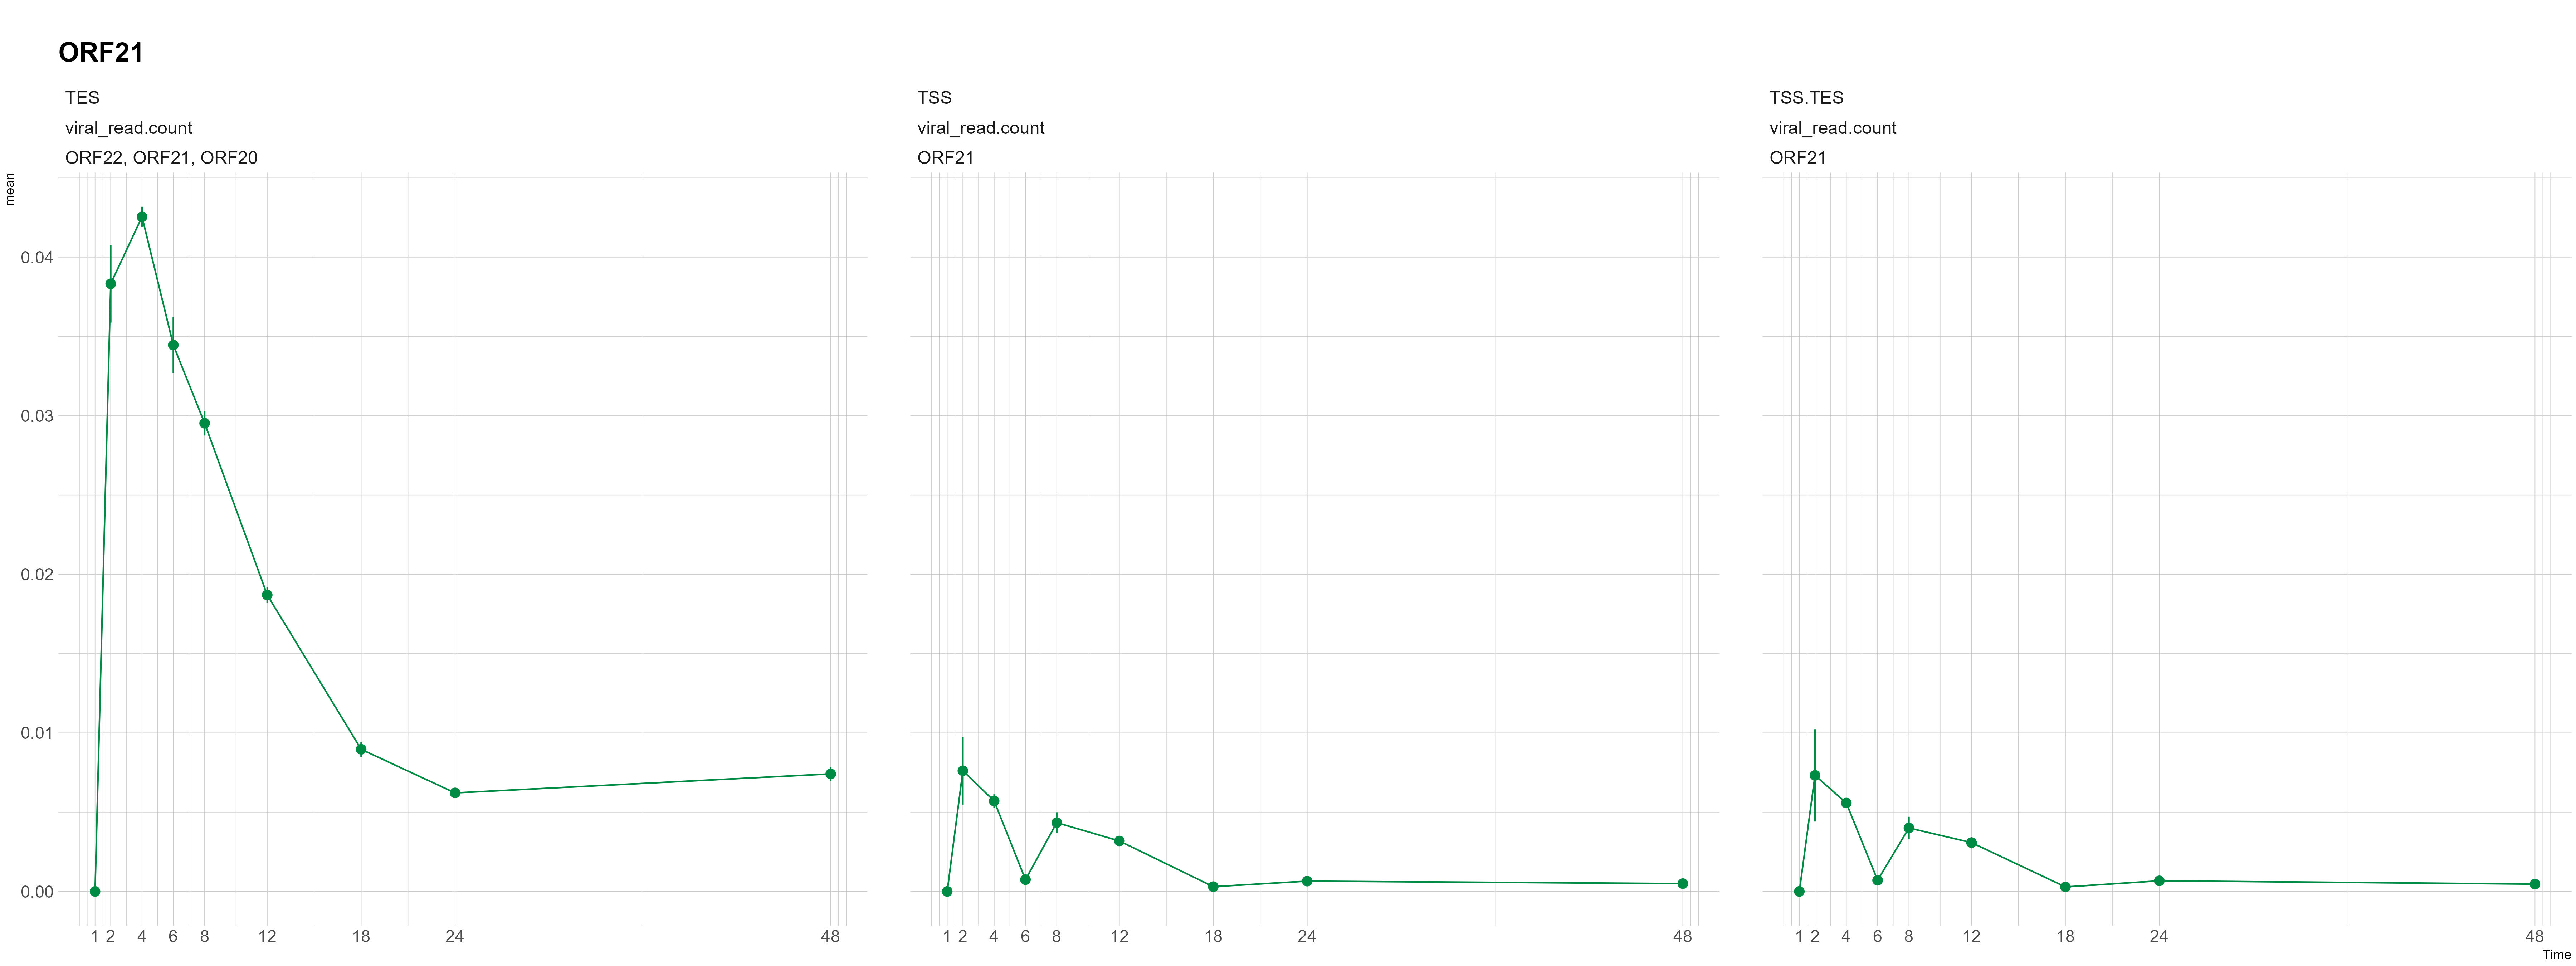 ORF21
TES
viral_read.count
ORF22, ORF21, ORF20
TSS
viral_read.count
ORF21
TSS.TES
viral_read.count
ORF21
mean
0.04
0.03
0.02
0.01
0.00
1 2 4 6 8 12 18 24 48
1 2 4 6 8 12 18 24 48
1 2 4 6 8 12 18 24 48
Time